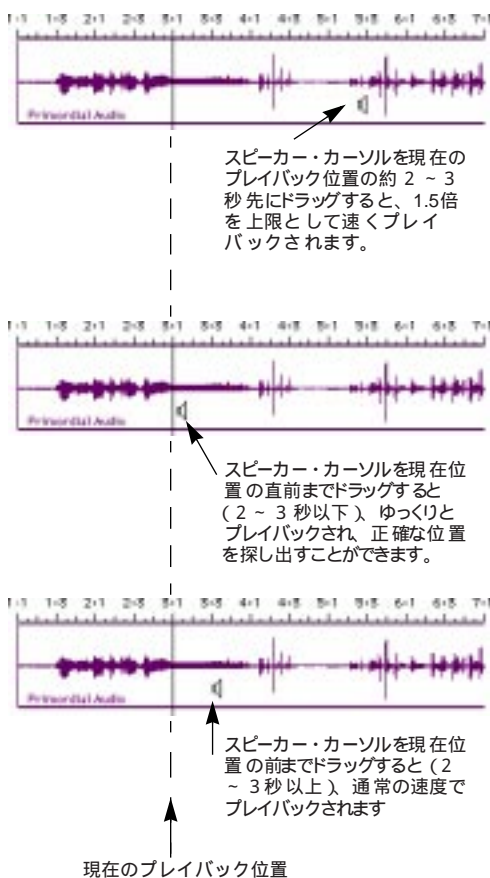 1 1·3 2·1 2·3 3·1 3·3 4·1 4·3 5·1 5·3 6·1 6·3 7·1
Primordial Audio
スピーカー・カーソルを現在の
プレイバック位置の約 2 ~ 3
秒先にドラッグすると、1.5倍
を上限として速くプレイ
バックされます。
1 1·3 2·1 2·3 3·1 3·3 4·1 4·3 5·1 5·3 6·1 6·3 7·1
Primordial Audio
スピーカー・カーソルを現在位
置の直前までドラッグすると
(2 ~ 3 秒以下)、ゆっくりと
プレイバックされ、正確な位置
を探し出すことができます。
1 1·3 2·1 2·3 3·1 3·3 4·1 4·3 5·1 5·3 6·1 6·3 7·1
Primordial Audio
スピーカー・カーソルを現在位
置の前までドラッグすると(2
~ 3秒以上)、通常の速度で
プレイバックされます
現在のプレイバック位置